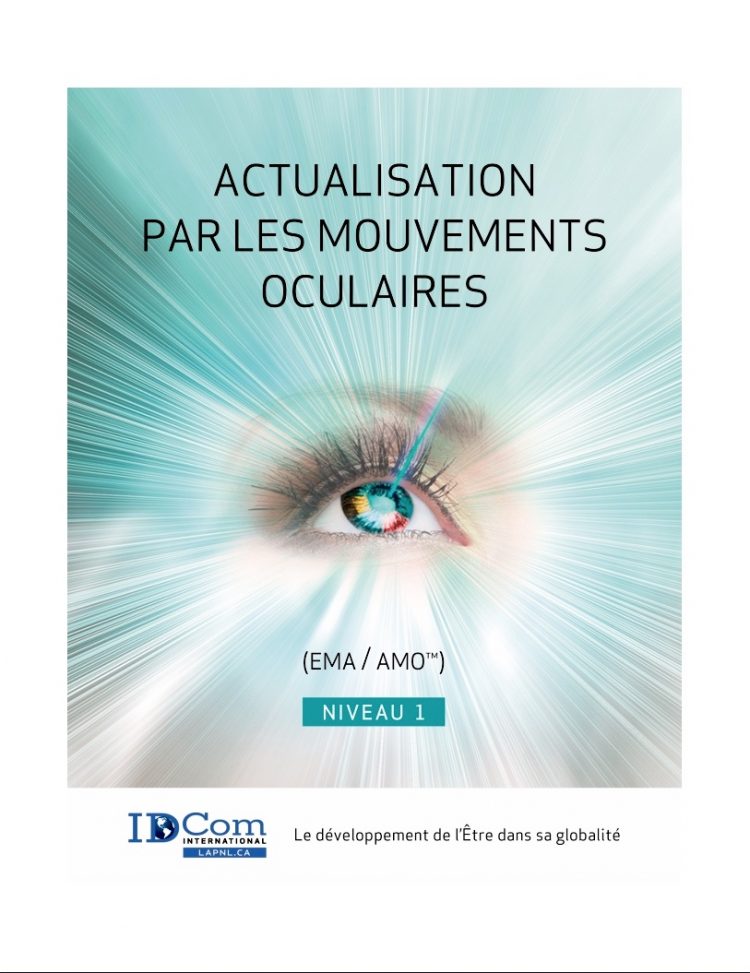 ACTUALISATION
PAR LES MOUVEMENTS
OCULAIRES
(EMA / AMO™)
NIVEAU 1
IDCom
INTERNATIONAL
LAPNL.CA
Le développement de l'Être dans sa globalité